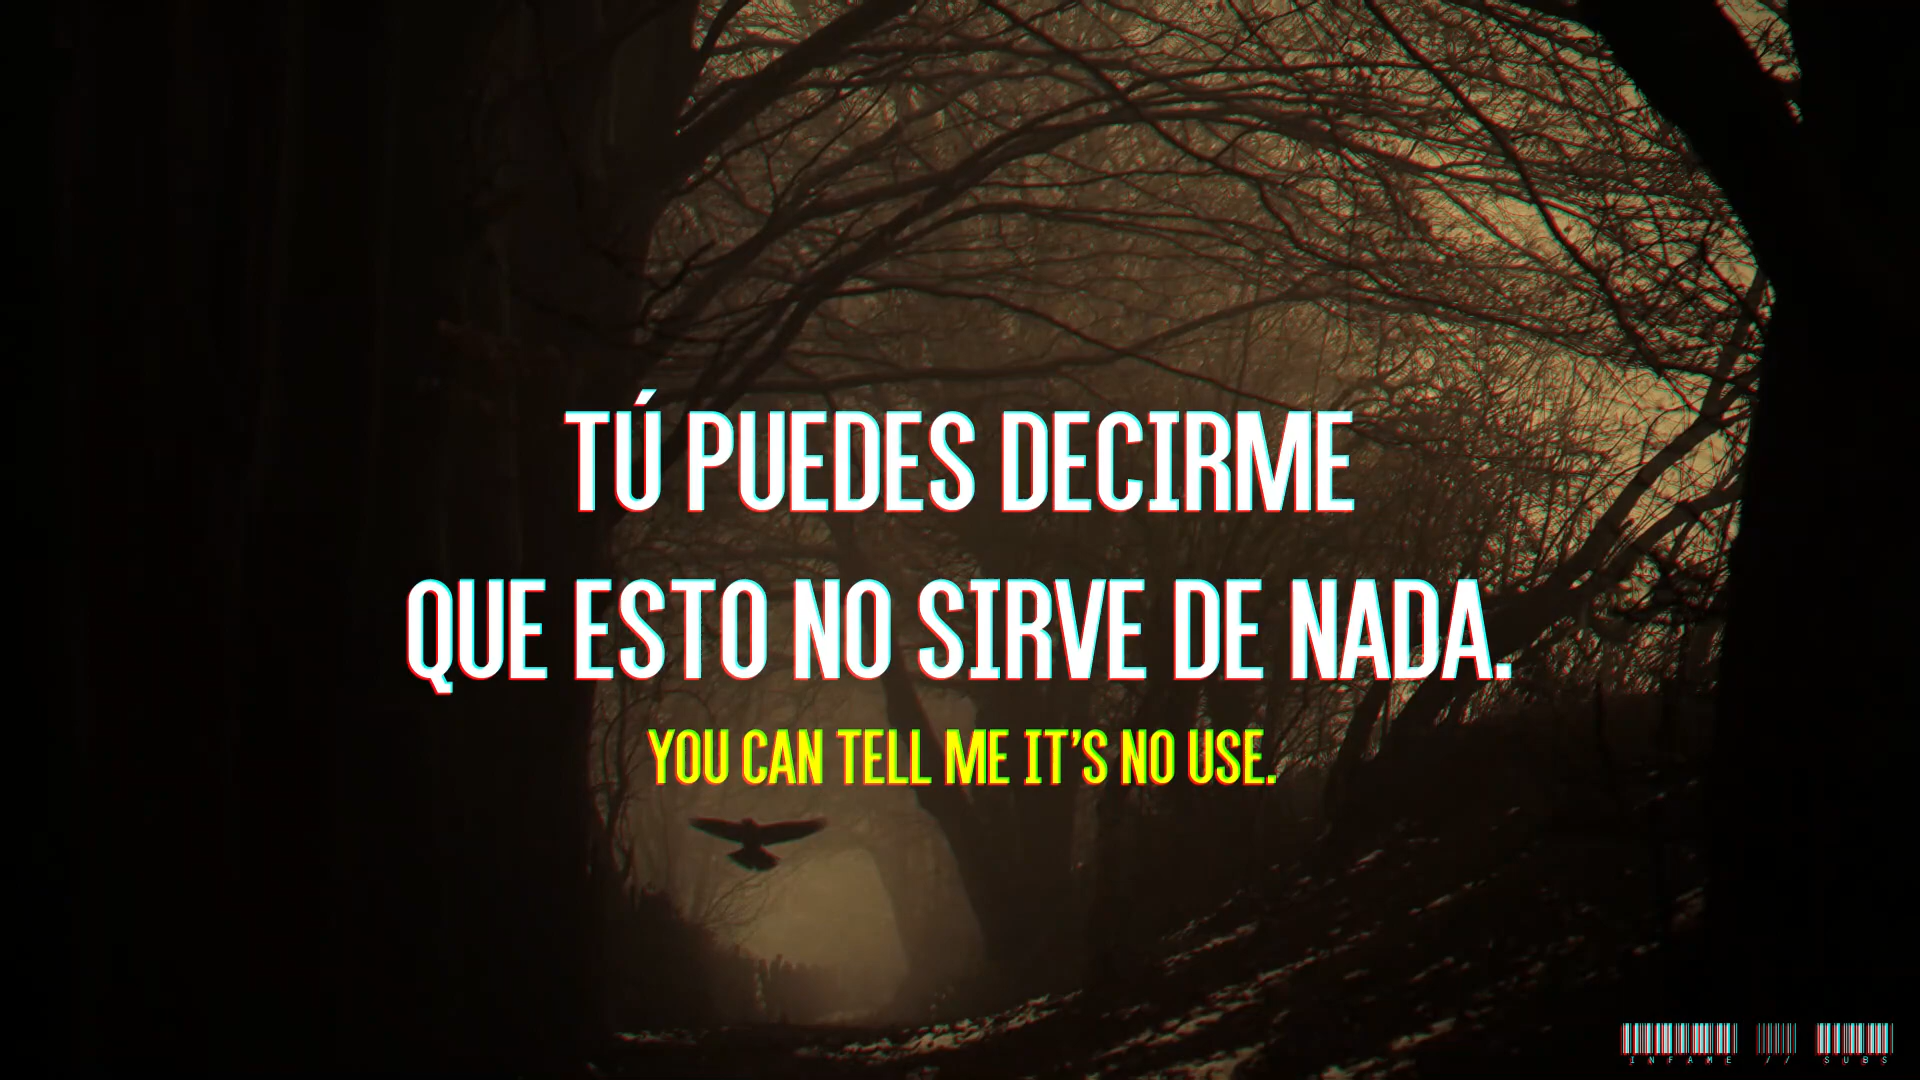 TÚ PUEDES DECIRME
QUE ESTO NO SIRVE DE NADA.
YOU CAN TELL ME IT’S NO USE.
INFAME // SUBS